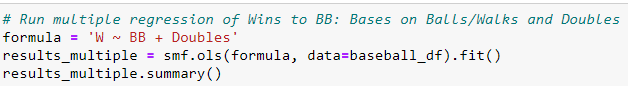 # Run multiple regression of Wins to BB: Bases on Balls/Walks and Doubles
formula = 'W ~ BB + Doubles'
results_multiple = smf.ols(formula, data=baseball_df).fit()
results_multiple.summary()